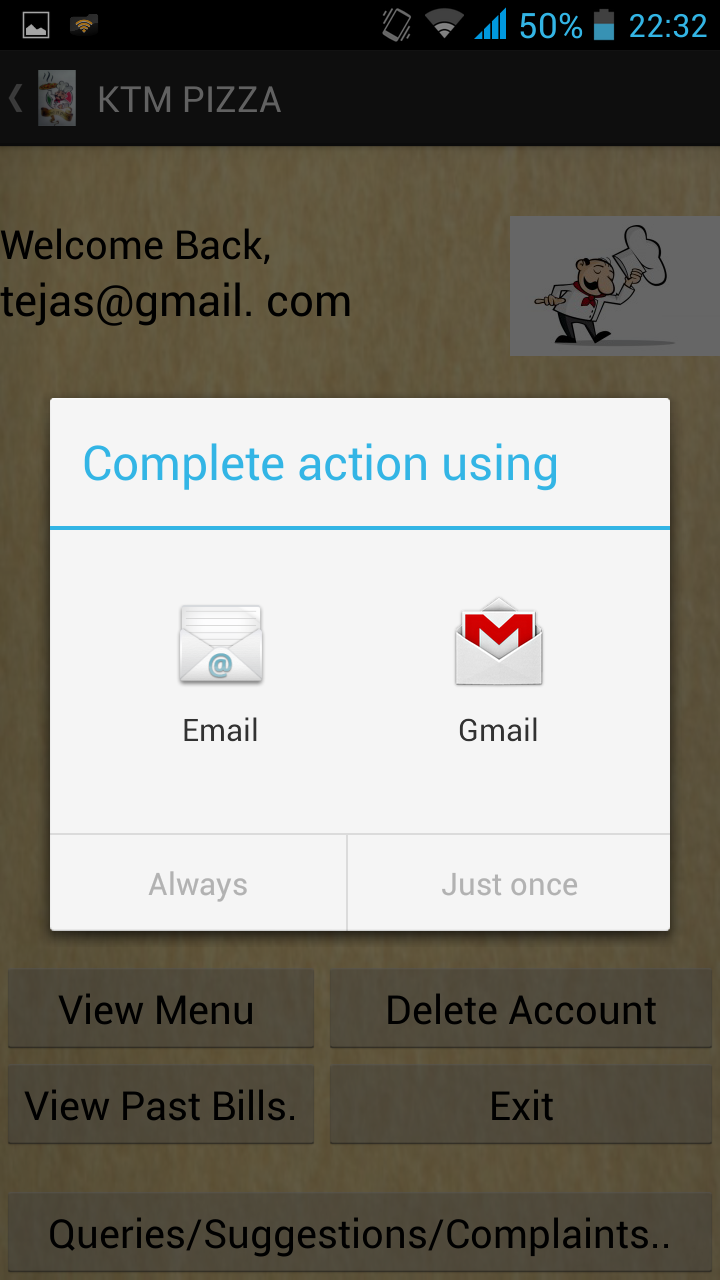 50% 22:32
KTM PIZZA
Welcome Back,
tejas@gmail. com
Complete action using
@
Email Gmail
Always Just once
View Menu Delete Account
View Past Bills. Exit
Queries/Suggestions/Complaints..